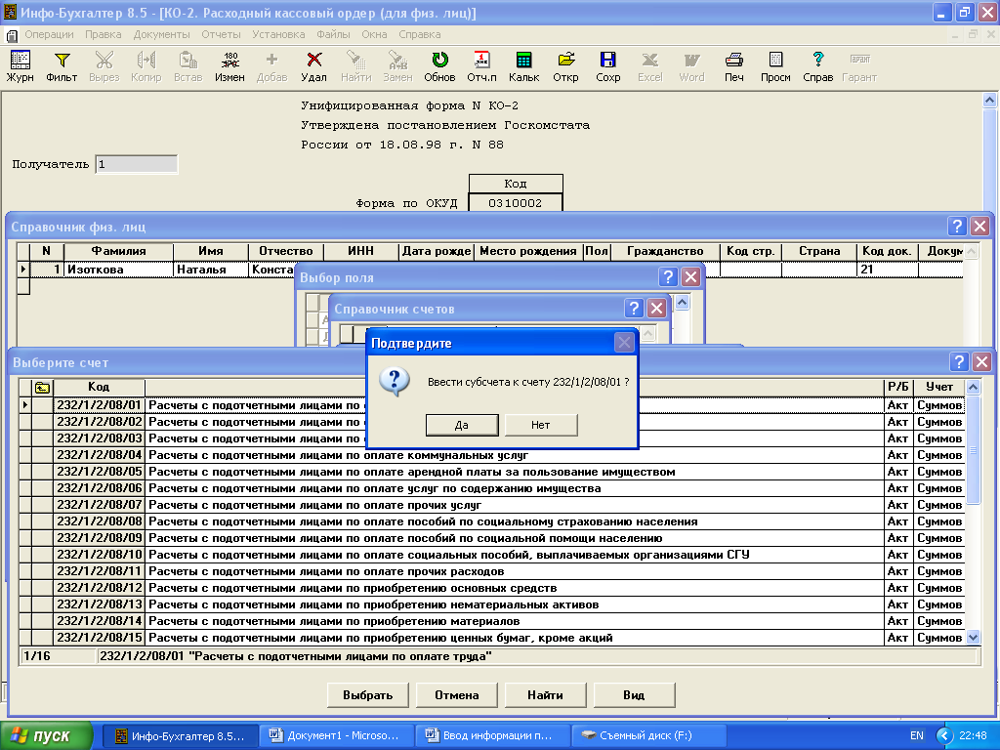 Инфо-Бухгалтер 8.5 - [КО-2. Расходный кассовый ордер (для физ. лиц)]
Операции Правка Документы Отчеты Установка Файлы Окна Справка
Журн Фильт Вырез Копир Встав Измен Добав Удал Найти Замен Обнов Отч.п Кальк Откр Сохр Excel Word Печ Просм Справ Гарант
Унифицированная форма N КО-2
Утверждена постановлением Госкомстата
России от 18.08.98 г. N 88
Получатель 1
Код
Форма по ОКУД 0310002
Справочник физ. лиц
N Фамилия Имя Отчество ИНН Дата рожде Место рождения Пол Гражданство Код стр. Страна Код док. Докум
1 Изоткова Наталья Конста 21
Выбор поля
Справочник счетов
Подтвердите
Ввести субсчета к счету 232/1/2/08/01 ?
Да Нет
Выберите счет
Код Р/Б Учет
232/1/2/08/01 Расчеты с подотчетными лицами по о Акт Суммов
232/1/2/08/02 Расчеты с подотчетными лицами по о Акт Суммов
232/1/2/08/03 Расчеты с подотчетными лицами по о Акт Суммов
232/1/2/08/04 Расчеты с подотчетными лицами по оплате коммунальных услуг Акт Суммов
232/1/2/08/05 Расчеты с подотчетными лицами по оплате арендной платы за пользование имуществом Акт Суммов
232/1/2/08/06 Расчеты с подотчетными лицами по оплате услуг по содержанию имущества Акт Суммов
232/1/2/08/07 Расчеты с подотчетными лицами по оплате прочих услуг Акт Суммов
232/1/2/08/08 Расчеты с подотчетными лицами по оплате пособий по социальному страхованию населения Акт Суммов
232/1/2/08/09 Расчеты с подотчетными лицами по оплате пособий по социальной помощи населению Акт Суммов
232/1/2/08/10 Расчеты с подотчетными лицами по оплате социальных пособий, выплачиваемых организациями СГУ Акт Суммов
232/1/2/08/11 Расчеты с подотчетными лицами по оплате прочих расходов Акт Суммов
232/1/2/08/12 Расчеты с подотчетными лицами по приобретению основных средств Акт Суммов
232/1/2/08/13 Расчеты с подотчетными лицами по приобретению нематериальных активов Акт Суммов
232/1/2/08/14 Расчеты с подотчетными лицами по приобретению материалов Акт Суммов
232/1/2/08/15 Расчеты с подотчетными лицами по приобретению ценных бумаг, кроме акций Акт Суммов
1/16 232/1/2/08/01 "Расчеты с подотчетными лицами по оплате труда"
Выбрать Отмена Найти Вид
пуск Инфо-Бухгалтер 8.5... Документ1 - Microso... Ввод информации п... Съемный диск (F:) EN 22:48